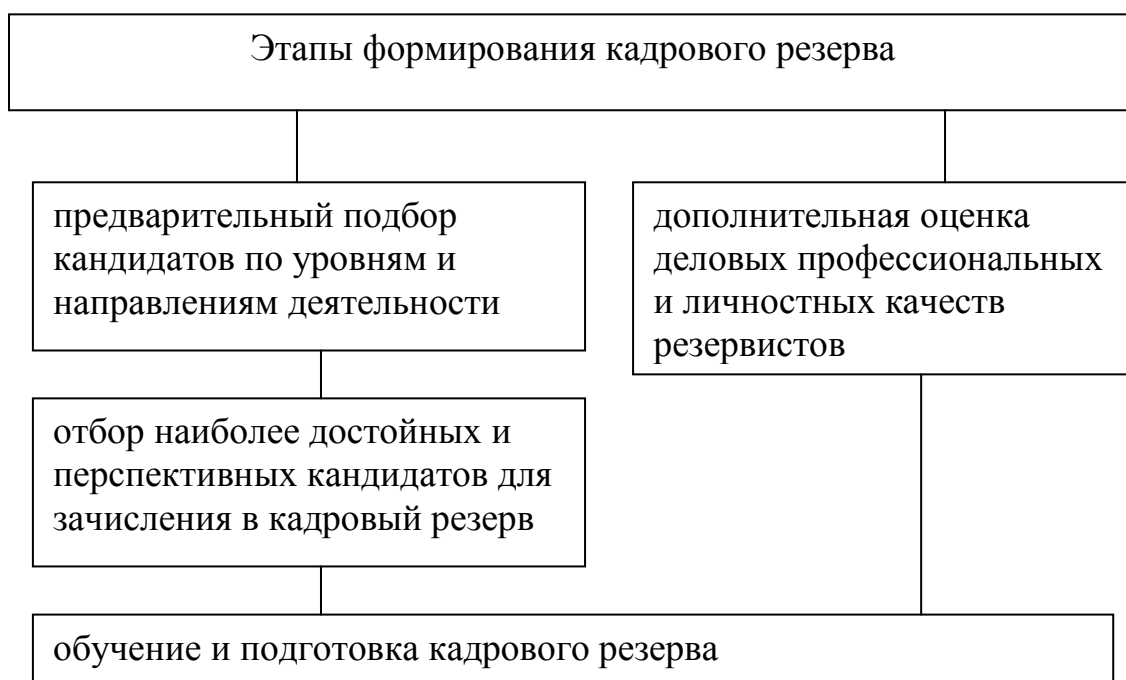 Этапы формирования кадрового резерва
предварительный подбор
кандидатов по уровням и
направлениям деятельности
дополнительная оценка
деловых профессиональных
и личностных качеств
резервистов
отбор наиболее достойных и
перспективных кандидатов для
зачисления в кадровый резерв
обучение и подготовка кадрового резерва